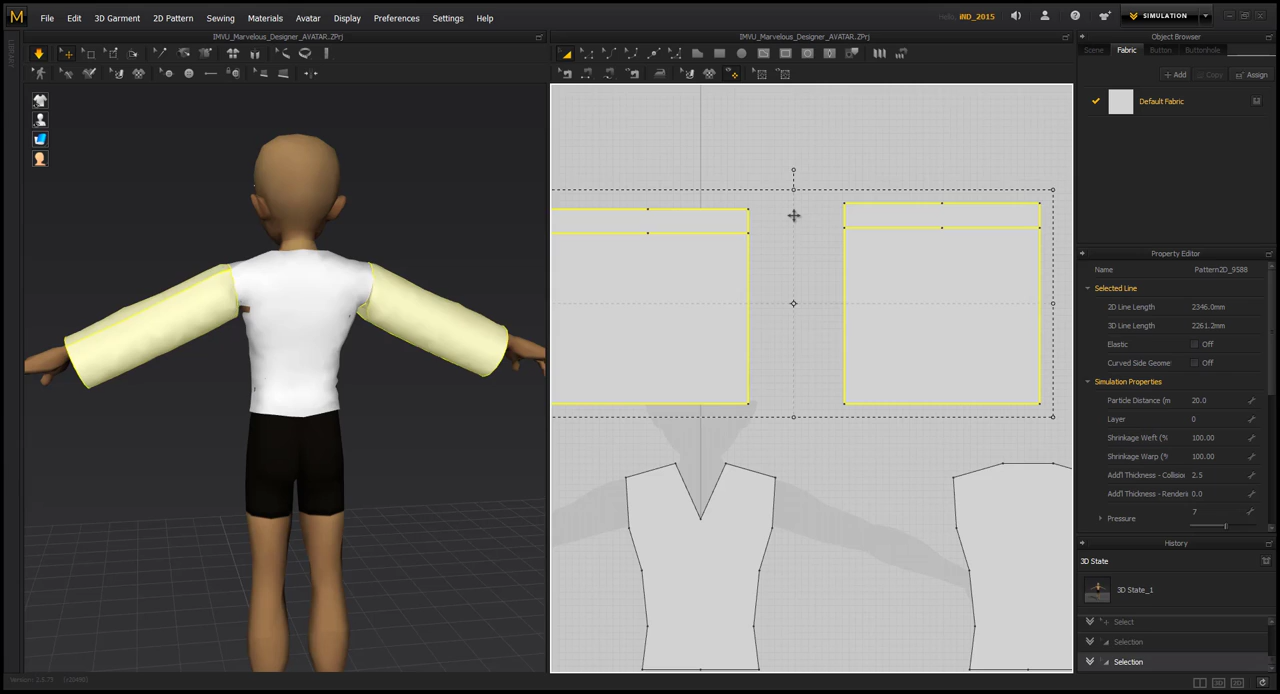 M File Edit 3D Garment 2D Pattern Sewing Materials Avatar Display Preferences Settings Help
Hello, iND_2015
SIMULATION
IMVU_Marvelous_Designer_AVATAR.ZPrj
IMVU_Marvelous_Designer_AVATAR.ZPrj
Object Browser
LIBRARY
Scene Fabric Button Buttonhole
+ Add Copy Assign
Default Fabric
Property Editor
Name Pattern2D_9588
Selected Line
2D Line Length 2346.0mm
3D Line Length 2261.2mm
Elastic Off
Curved Side Geome Off
Simulation Properties
Particle Distance (m 20.0
Layer 0
Shrinkage Weft (% 100.00
Shrinkage Warp (% 100.00
Add'l Thickness - Collisio 2.5
Add'l Thickness - Renderi 0.0
Pressure 7
History
3D State
3D State_1
Select
Selection
Selection